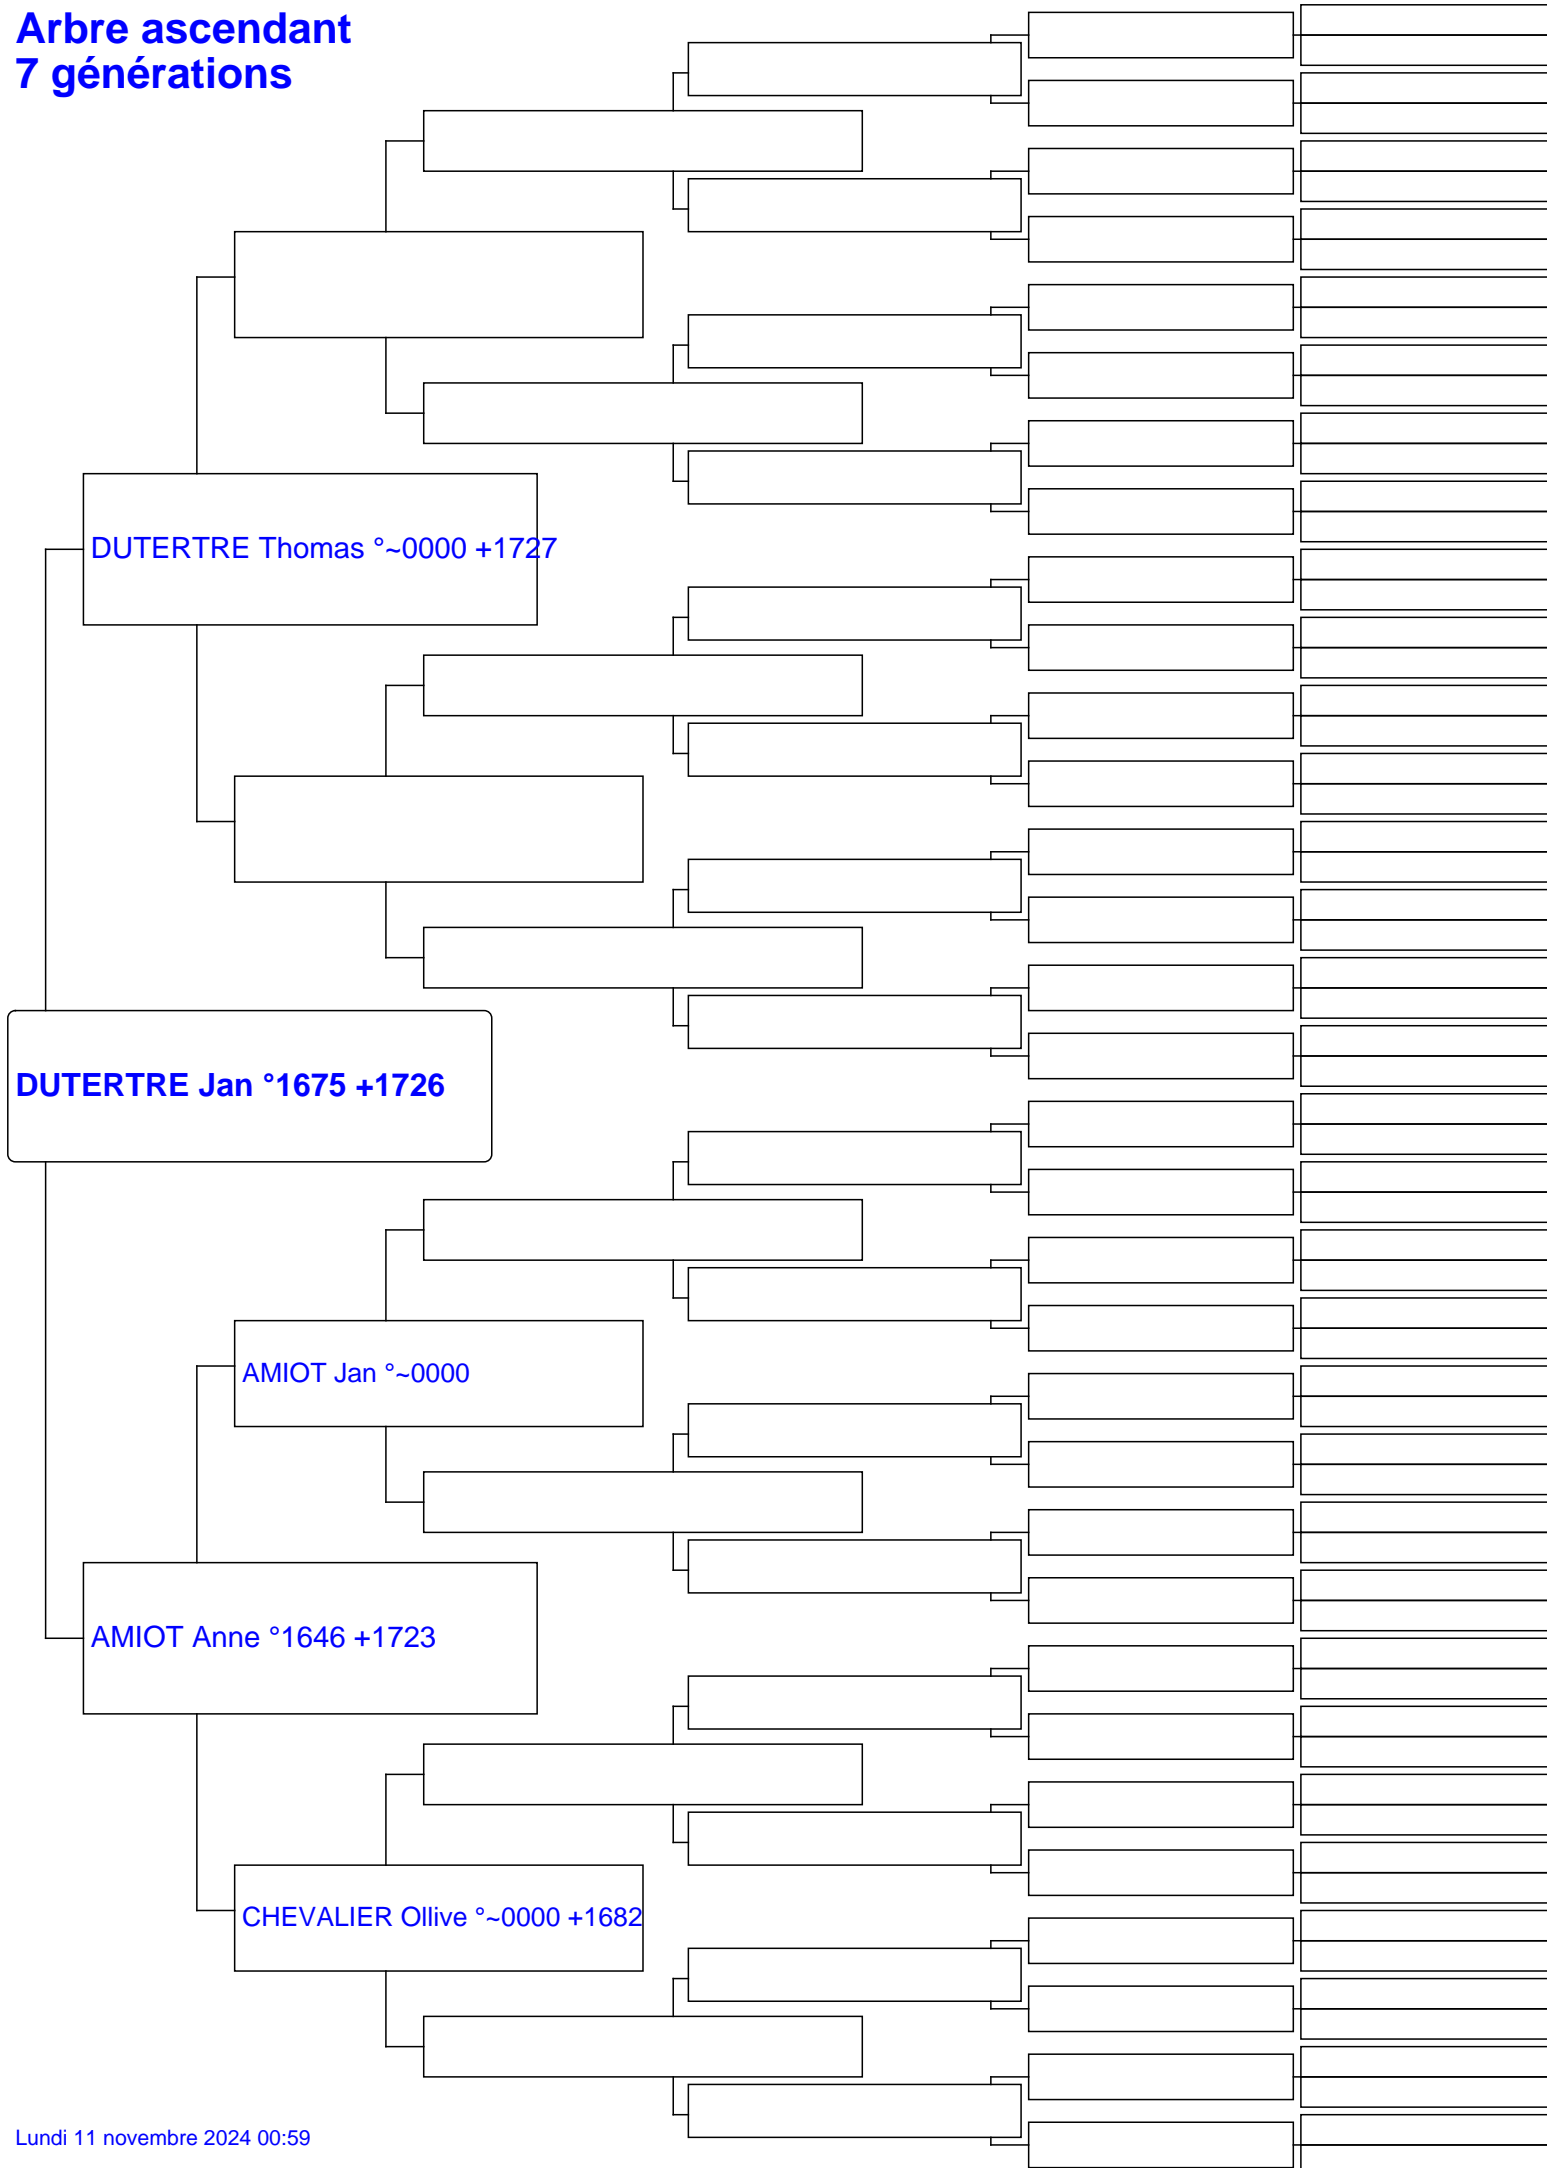 Arbre ascendant
7 générations
DUTERTRE Thomas °~0000 +1727
DUTERTRE Jan °1675 +1726
AMIOT Jan °~0000
AMIOT Anne °1646 +1723
CHEVALIER Ollive °~0000 +1682
Lundi 11 novembre 2024 00:59